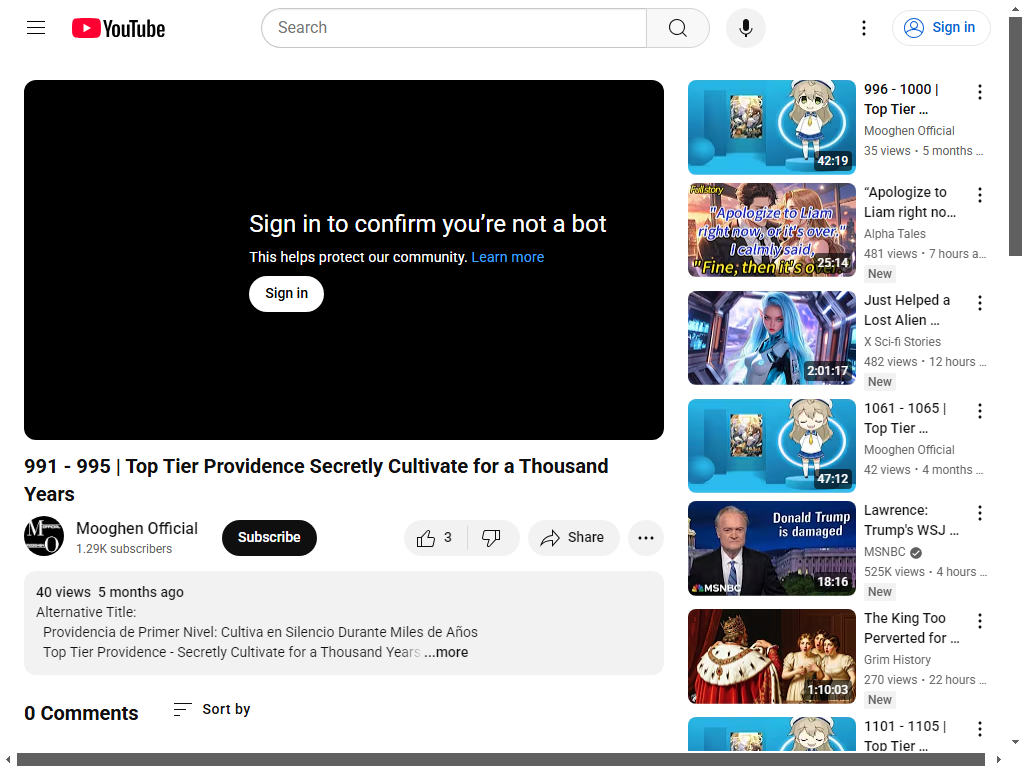 YouTube
Search
Sign in
Sign in to confirm you're not a bot
This helps protect our community. Learn more
Sign in
991 - 995 | Top Tier Providence Secretly Cultivate for a Thousand
Years
Mooghen Official
1.29K subscribers
Subscribe
3
Share
40 views 5 months ago
Alternative Title:
Providencia de Primer Nivel: Cultiva en Silencio Durante Miles de Años
Top Tier Providence - Secretly Cultivate for a Thousand Years ...more
0 Comments
Sort by
42:19
996 - 1000 |
Top Tier ...
Mooghen Official
35 views • 5 months ...
Full story
"Apologize to Liam
right now, or it's over."
I calmly said,
"Fine, then it's over
25:14
“Apologize to
Liam right no...
Alpha Tales
481 views • 7 hours a...
New
2:01:17
Just Helped a
Lost Alien ...
X Sci-fi Stories
482 views • 12 hours ...
New
47:12
1061 - 1065 |
Top Tier ...
Mooghen Official
42 views • 4 months ...
Donald Trump
is damaged
MSNBC
18:16
Lawrence:
Trump's WSJ ...
MSNBC
525K views • 4 hours ...
New
1:10:03
The King Too
Perverted for ...
Grim History
270 views • 22 hours ...
New
1101 - 1105 |
Top Tier ...